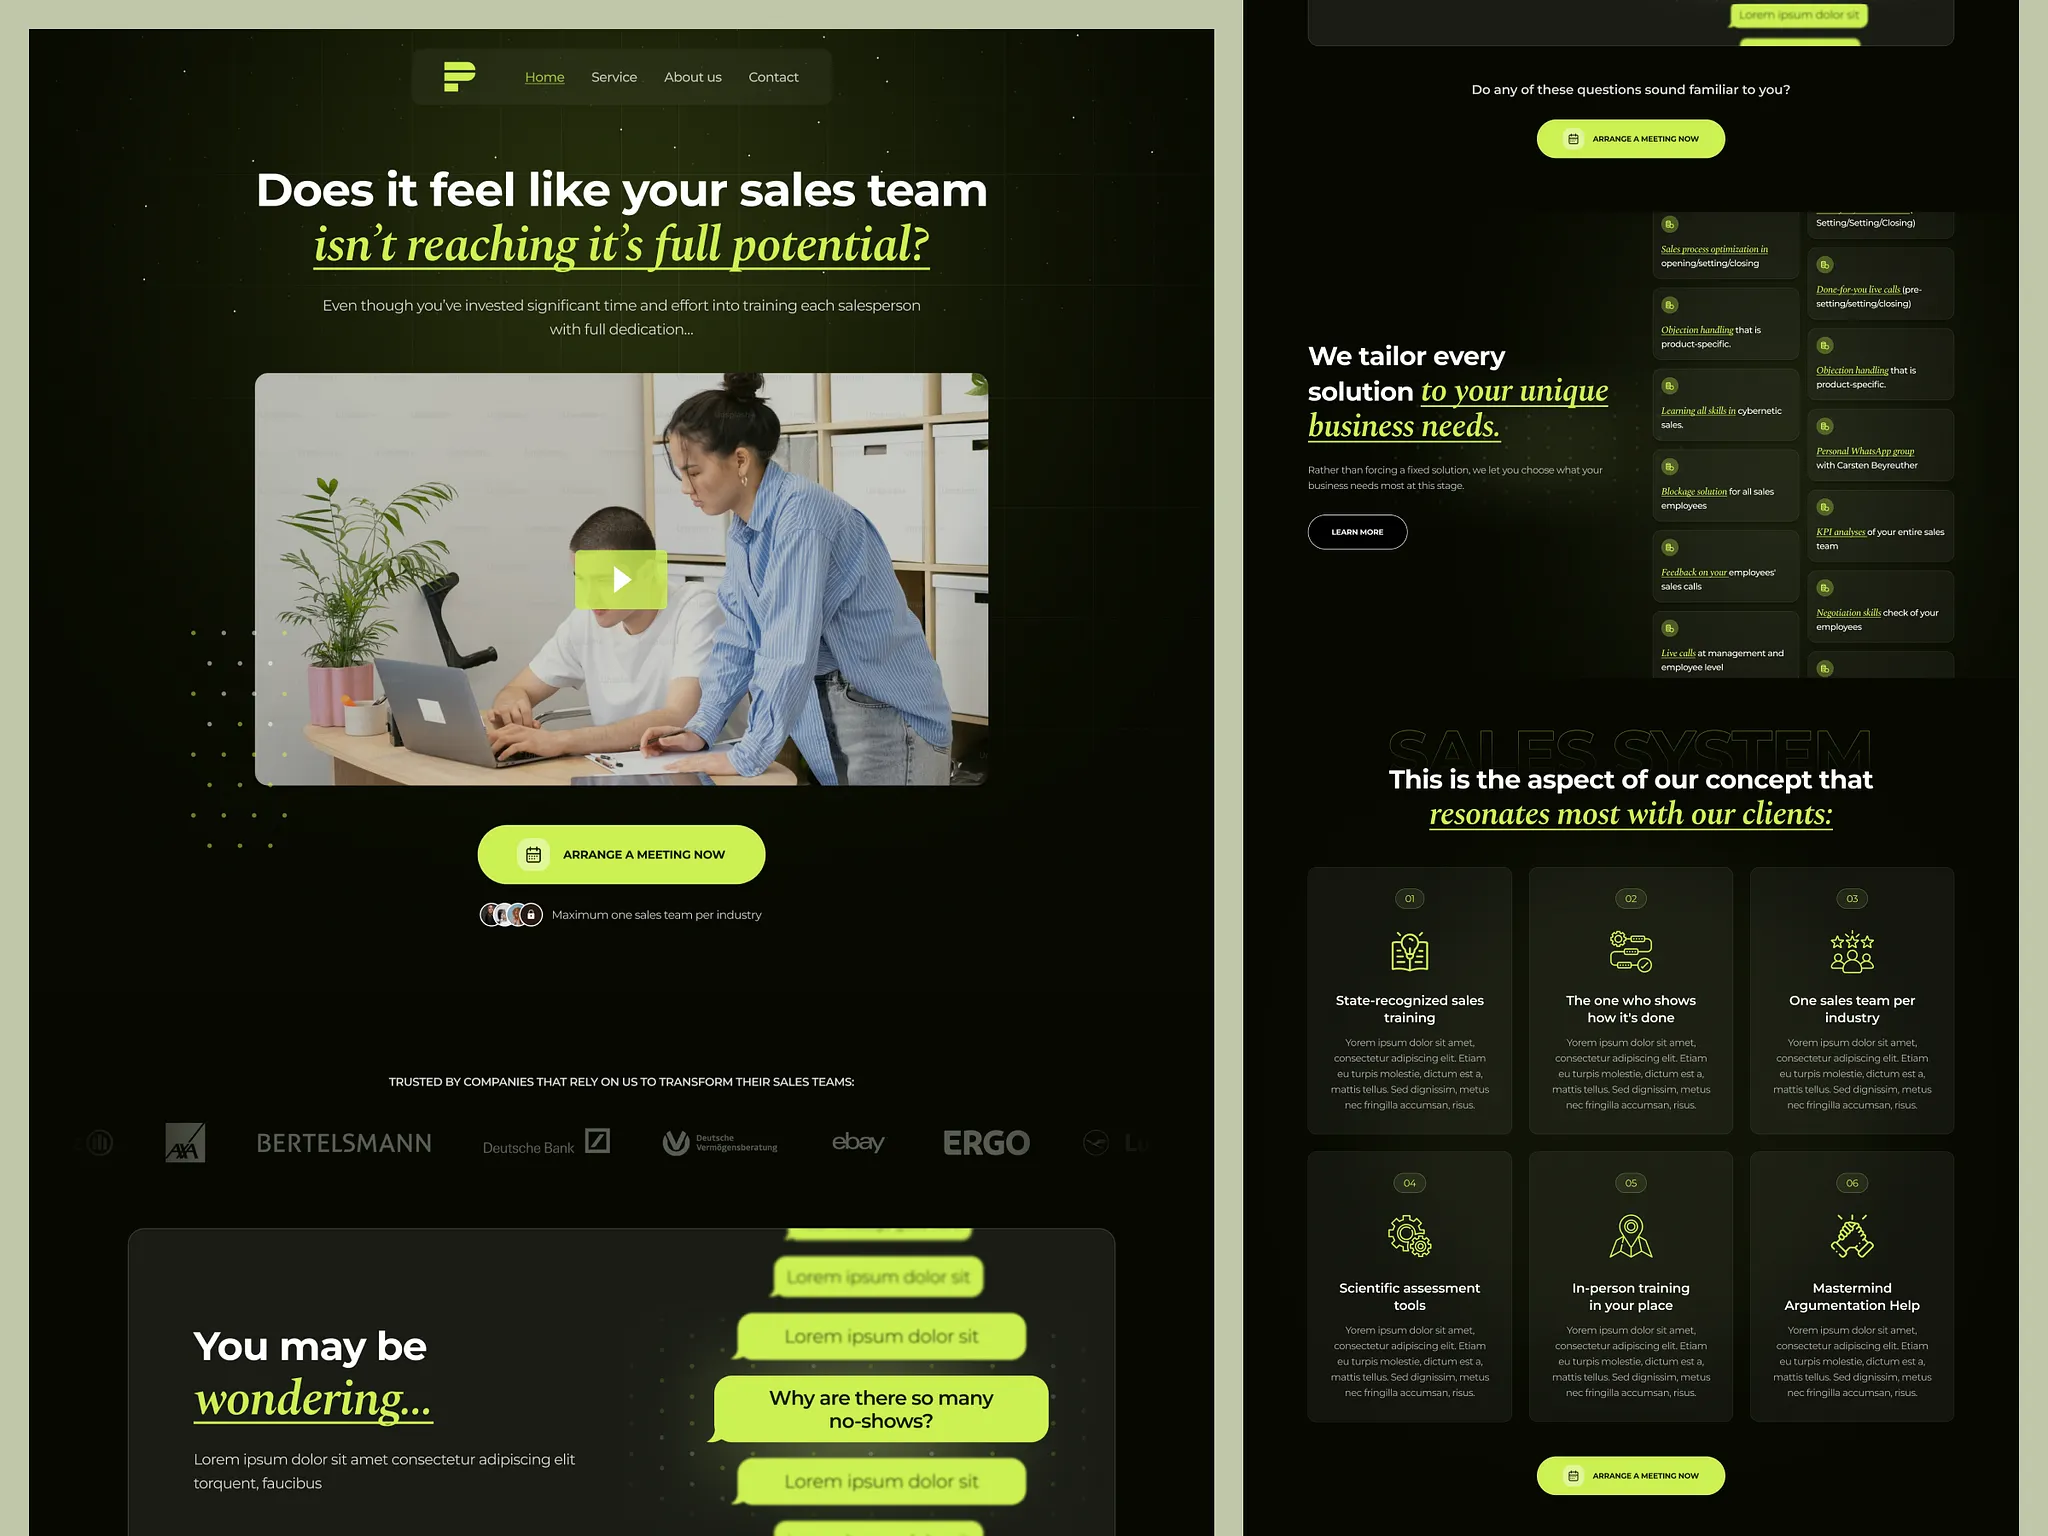 Home Service About us Contact
Does it feel like your sales team
isn’t reaching it’s full potential?
Even though you’ve invested significant time and effort into training each salesperson
with full dedication...
ARRANGE A MEETING NOW
Maximum one sales team per industry
TRUSTED BY COMPANIES THAT RELY ON US TO TRANSFORM THEIR SALES TEAMS:
AXA
BERTELSMANN
Deutsche Bank
Deutsche
Vermögensberatung
ebay
ERGO
Lu
You may be
wondering...
Lorem ipsum dolor sit amet consectetur adipiscing elit
torquent, faucibus
Lorem ipsum dolor sit
Lorem ipsum dolor sit
Why are there so many
no-shows?
Lorem ipsum dolor sit
Lorem ipsum dolor sit
Do any of these questions sound familiar to you?
ARRANGE A MEETING NOW
We tailor every
solution to your unique
business needs.
Rather than forcing a fixed solution, we let you choose what your
business needs most at this stage.
LEARN MORE
Sales process optimization in
opening/setting/closing
Objection handling that is
product-specific.
Learning all skills in cybernetic
sales.
Blockage solution for all sales
employees
Feedback on your employees'
sales calls
Live calls at management and
employee level
Setting/Setting/Closing)
Done-for-you live calls (pre-
setting/setting/closing)
Objection handling that is
product-specific.
Personal WhatsApp group
with Carsten Beyreuther
KPI analyses of your entire sales
team
Negotiation skills check of your
employees
SALES SYSTEM
This is the aspect of our concept that
resonates most with our clients:
01
State-recognized sales
training
Yorem ipsum dolor sit amet,
consectetur adipiscing elit. Etiam
eu turpis molestie, dictum est a,
mattis tellus. Sed dignissim, metus
nec fringilla accumsan, risus.
02
The one who shows
how it's done
Yorem ipsum dolor sit amet,
consectetur adipiscing elit. Etiam
eu turpis molestie, dictum est a,
mattis tellus. Sed dignissim, metus
nec fringilla accumsan, risus.
03
One sales team per
industry
Yorem ipsum dolor sit amet,
consectetur adipiscing elit. Etiam
eu turpis molestie, dictum est a,
mattis tellus. Sed dignissim, metus
nec fringilla accumsan, risus.
04
Scientific assessment
tools
Yorem ipsum dolor sit amet,
consectetur adipiscing elit. Etiam
eu turpis molestie, dictum est a,
mattis tellus. Sed dignissim, metus
nec fringilla accumsan, risus.
05
In-person training
in your place
Yorem ipsum dolor sit amet,
consectetur adipiscing elit. Etiam
eu turpis molestie, dictum est a,
mattis tellus. Sed dignissim, metus
nec fringilla accumsan, risus.
06
Mastermind
Argumentation Help
Yorem ipsum dolor sit amet,
consectetur adipiscing elit. Etiam
eu turpis molestie, dictum est a,
mattis tellus. Sed dignissim, metus
nec fringilla accumsan, risus.
ARRANGE A MEETING NOW